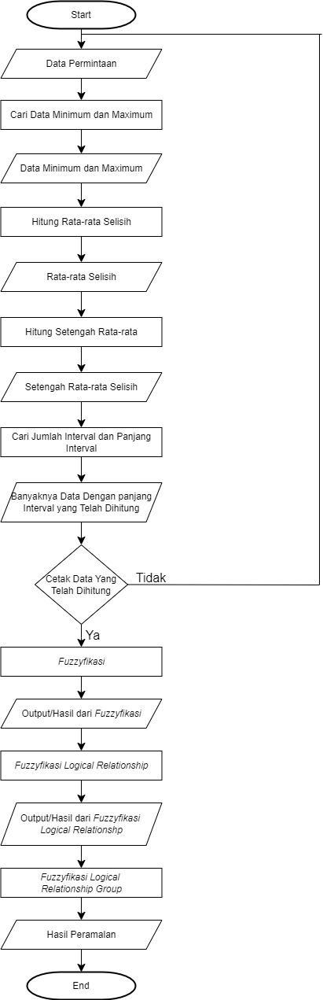 Start
Data Permintaan
Cari Data Minimum dan Maximum
Data Minimum dan Maximum
Hitung Rata-rata Selisih
Rata-rata Selisih
Hitung Setengah Rata-rata
Setengah Rata-rata Selisih
Cari Jumlah Interval dan Panjang
Interval
Banyaknya Data Dengan panjang
Interval yang Telah Dihitung
Cetak Data Yang
Telah Dihitung
Tidak
Ya
Fuzzyfikasi
Output/Hasil dari Fuzzyfikasi
Fuzzyfikasi Logical Relationship
Output/Hasil dari Fuzzyfikasi
Logical Relationshp
Fuzzyfikasi Logical
Relationship Group
Hasil Peramalan
End